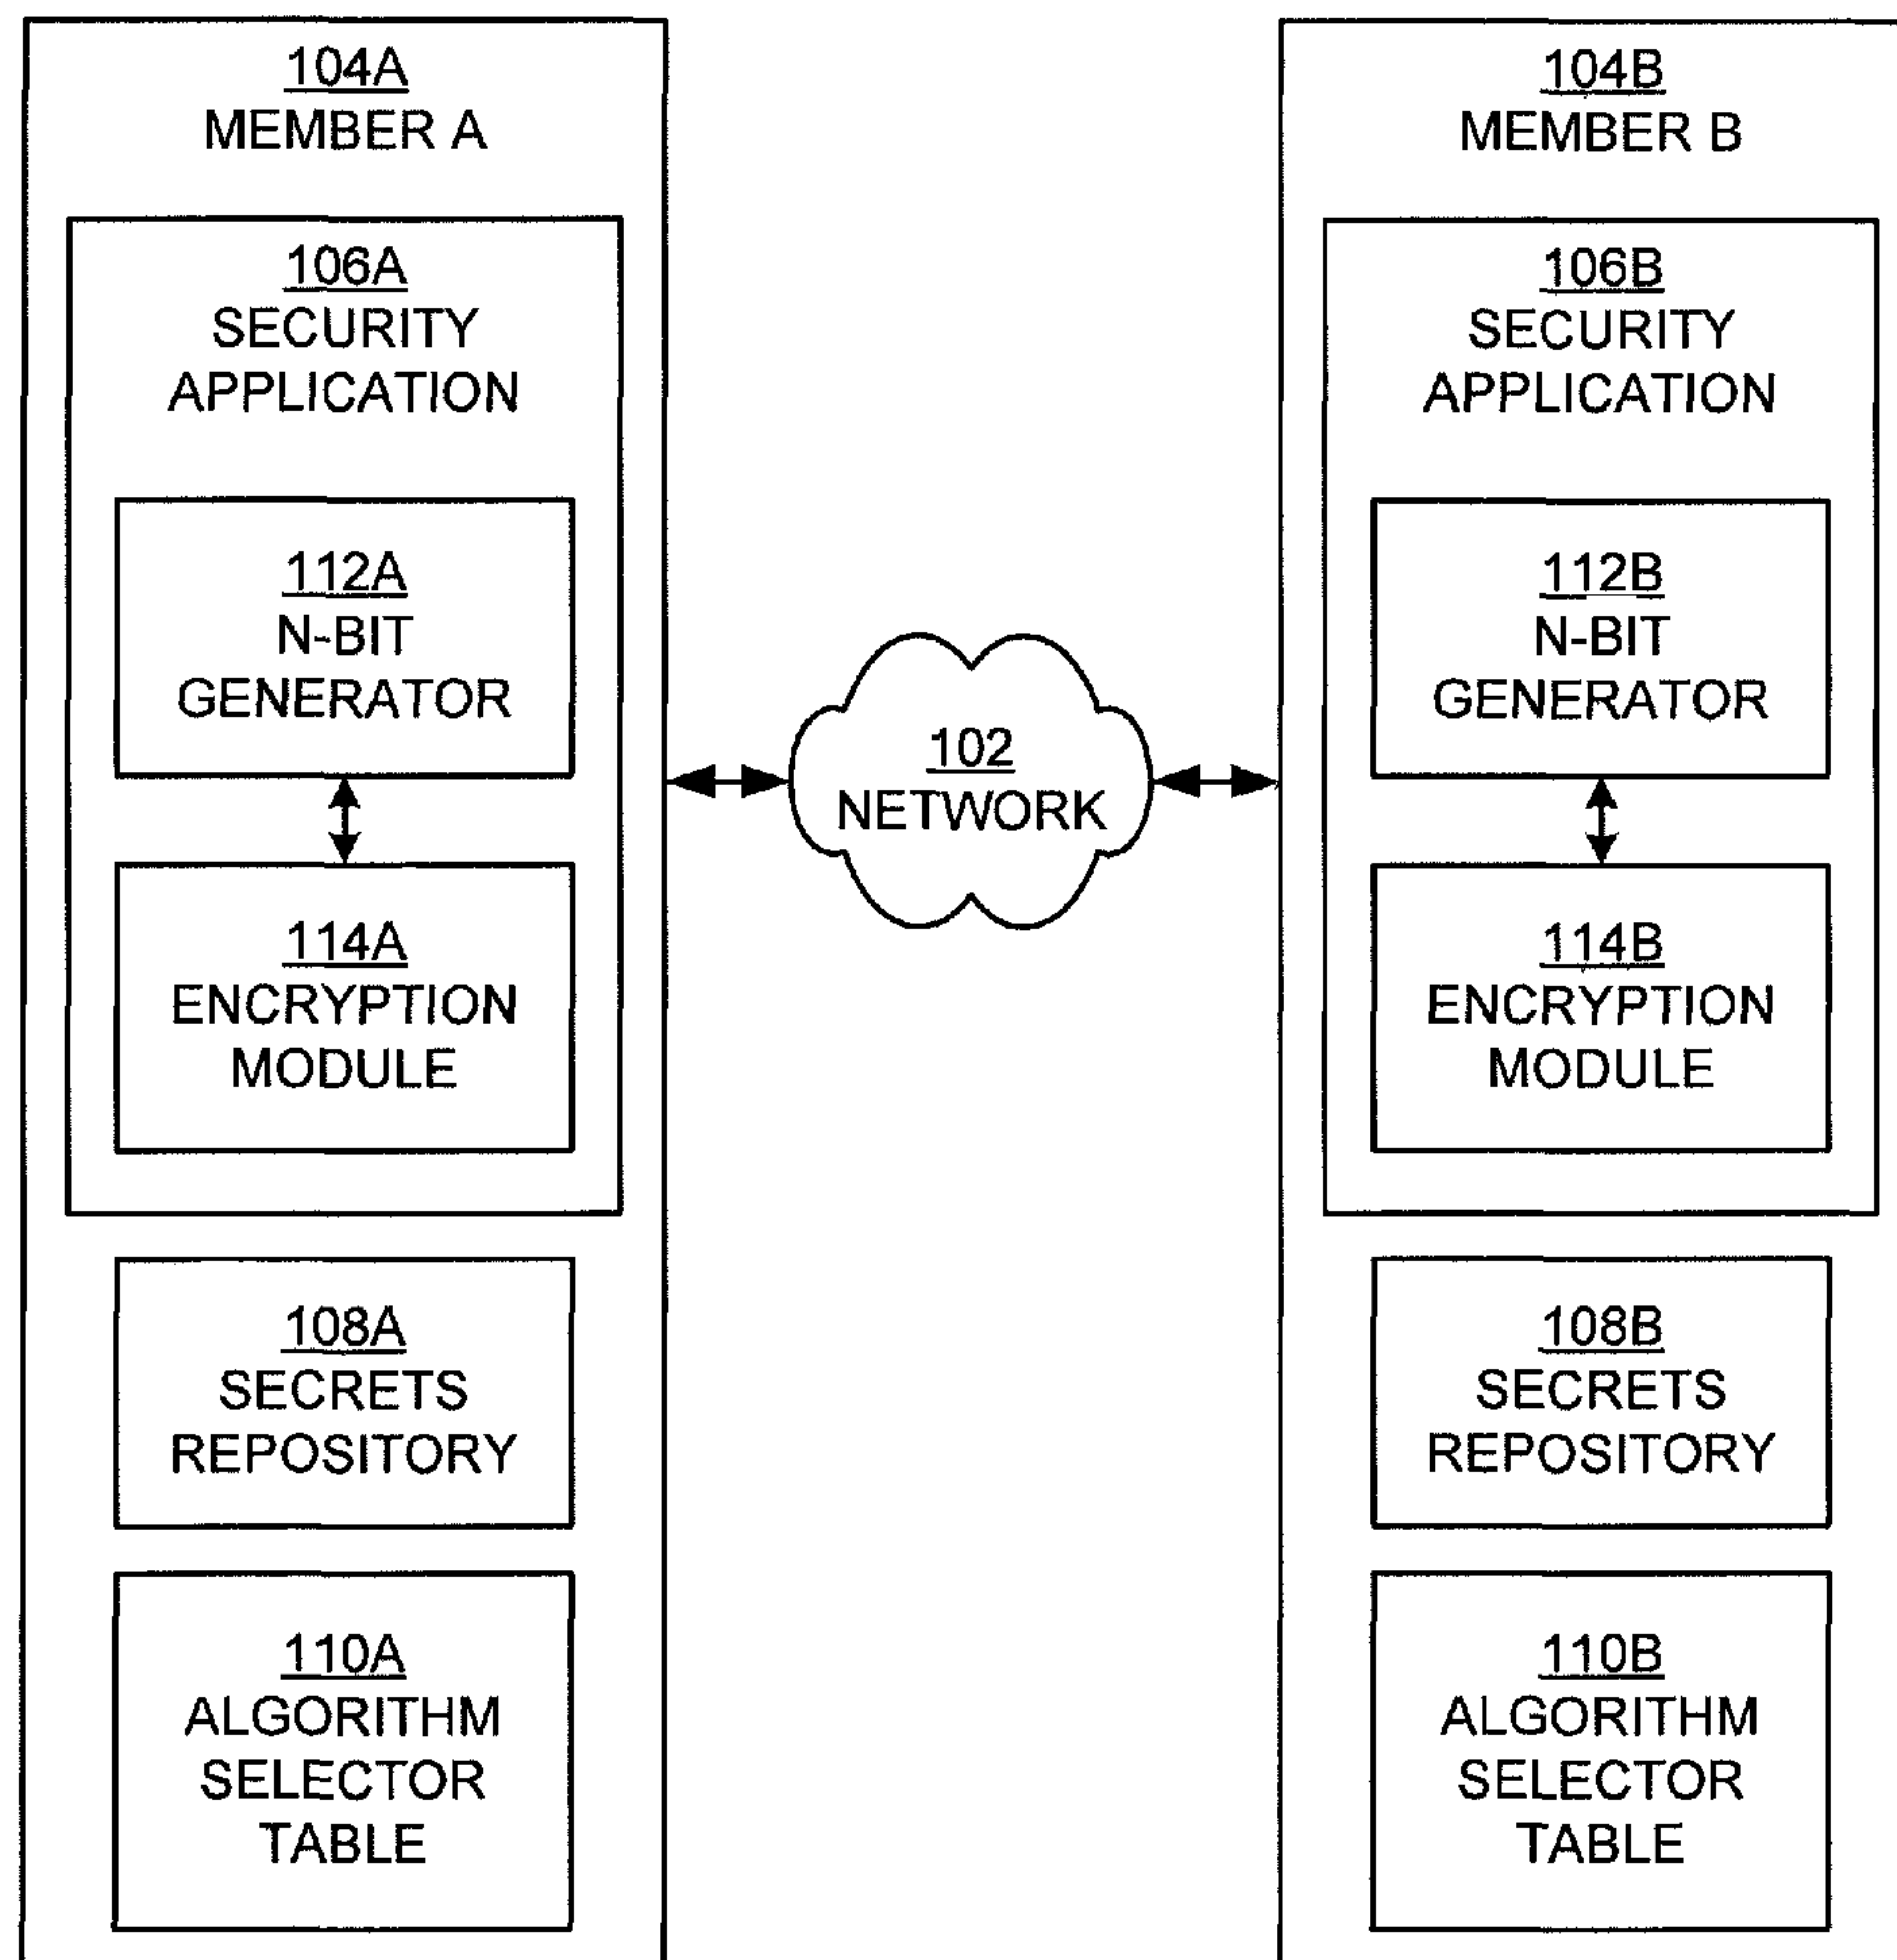 104A
MEMBER A
106A
SECURITY
APPLICATION
112A
N-BIT
GENERATOR
114A
ENCRYPTION
MODULE
108A
SECRETS
REPOSITORY
110A
ALGORITHM
SELECTOR
TABLE
102
NETWORK
104B
MEMBER B
106B
SECURITY
APPLICATION
112B
N-BIT
GENERATOR
114B
ENCRYPTION
MODULE
108B
SECRETS
REPOSITORY
110B
ALGORITHM
SELECTOR
TABLE